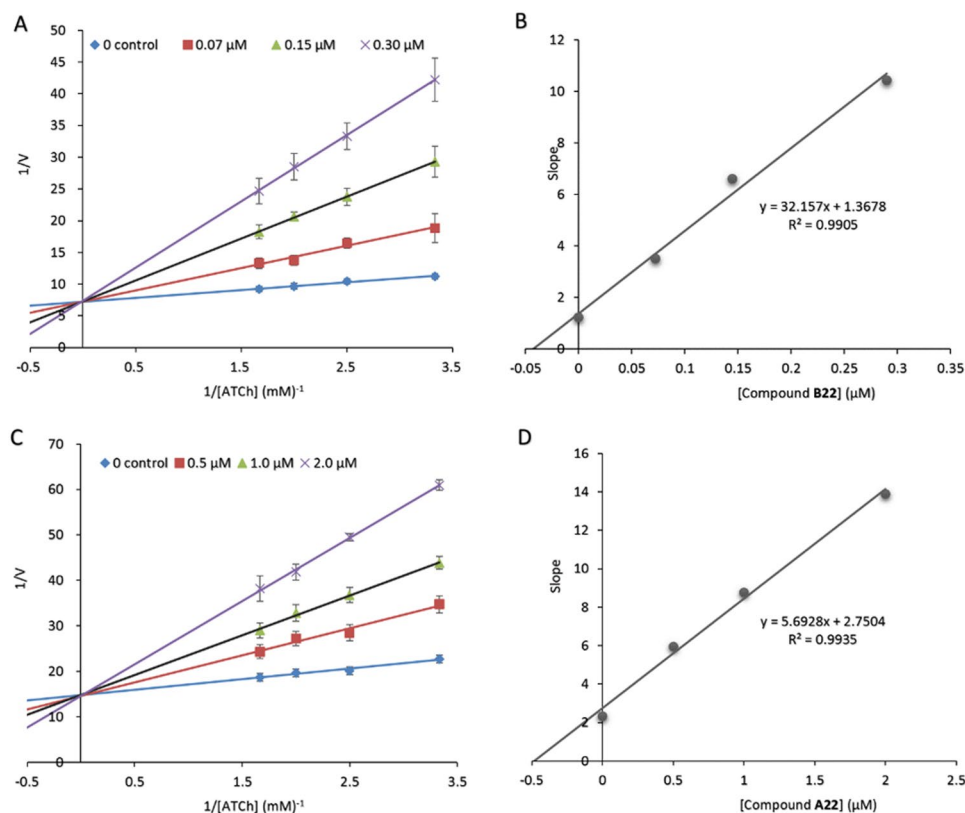 A
0 control 0.07 µM 0.15 µM 0.30 µM
50
45
40
35
30
25
20
15
10
5
0
1/V
-0.5 0.5 1.5 2.5 3.5
1/[ATCh] (mM)-1
B
12
10
8
6
4
2
0
Slope
y = 32.157x + 1.3678
R² = 0.9905
-0.05 0 0.05 0.1 0.15 0.2 0.25 0.3 0.35
[Compound B22] (µM)
C
0 control 0.5 µM 1.0 µM 2.0 µM
70
60
50
40
30
20
10
0
1/V
-0.5 0.5 1.5 2.5 3.5
1/[ATCh] (mM)-1
D
16
14
12
10
8
6
4
2
0
Slope
y = 5.6928x + 2.7504
R² = 0.9935
-0.5 0 0.5 1 1.5 2 2.5
[Compound A22] (µM)